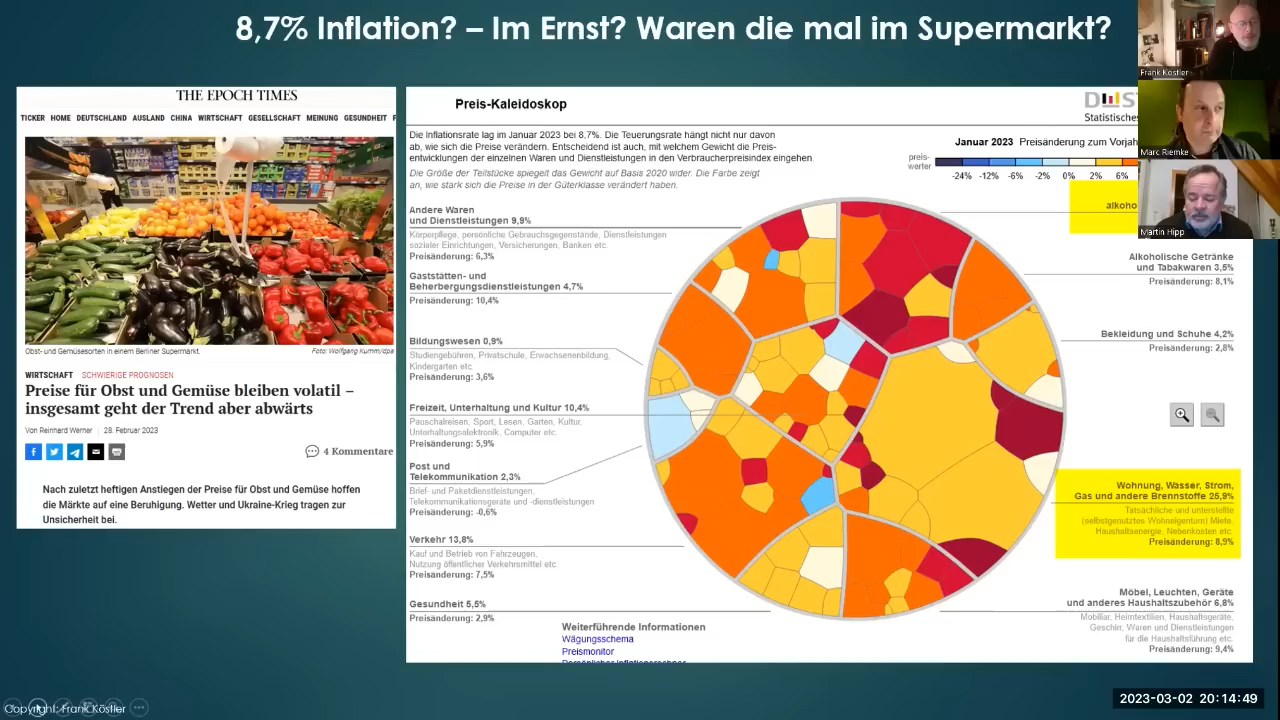 8,7% Inflation? – Im Ernst? Waren die mal im Supermarkt?
THE EPOCH TIMES
TICKER HOME DEUTSCHLAND AUSLAND CHINA WIRTSCHAFT GESELLSCHAFT MEINUNG GESUNDHEIT F
Obst- und Gemüsesorten in einem Berliner Supermarkt.
Foto: Wolfgang Kumm/dpa
WIRTSCHAFT SCHWIERIGE PROGNOSEN
Preise für Obst und Gemüse bleiben volatil –
insgesamt geht der Trend aber abwärts
Von Reinhard Werner | 28. Februar 2023
4 Kommentare
Nach zuletzt heftigen Anstiegen der Preise für Obst und Gemüse hoffen
die Märkte auf eine Beruhigung. Wetter und Ukraine-Krieg tragen zur
Unsicherheit bei.
Preis-Kaleidoskop
Statistisches
Die Inflationsrate lag im Januar 2023 bei 8,7%. Die Teuerungsrate hängt nicht nur davon
ab, wie sich die Preise verändern. Entscheidend ist auch, mit welchem Gewicht die Preis-
entwicklungen der einzelnen Waren und Dienstleistungen in den Verbraucherpreisindex eingehen.
Die Größe der Teilstücke spiegelt das Gewicht auf Basis 2020 wider. Die Farbe zeigt
an, wie stark sich die Preise in der Güterklasse verändert haben.
Januar 2023 Preisänderung zum Vorjah
preis-
werter
-24% -12% -6% -2% 0% 2% 6%
alkoho
Andere Waren
und Dienstleistungen 9,9%
Körperpflege, persönliche Gebrauchsgegenstände, Dienstleistungen
sozialer Einrichtungen, Versicherungen, Banken etc.
Preisänderung: 6,3%
Gaststätten- und
Beherbergungsdienstleistungen 4,7%
Preisänderung: 10,4%
Bildungswesen 0,9%
Studiengebühren, Privatschule, Erwachsenenbildung,
Kindergarten etc.
Preisänderung: 3,6%
Freizeit, Unterhaltung und Kultur 10,4%
Pauschalreisen, Sport, Lesen, Garten, Kultur,
Unterhaltungselektronik, Computer etc.
Preisänderung: 5,9%
Post und
Telekommunikation 2,3%
Brief- und Paketdienstleistungen,
Telekommunikationsgeräte und -dienstleistungen
Preisänderung: -0,6%
Verkehr 13,8%
Kauf und Betrieb von Fahrzeugen,
Nutzung öffentlicher Verkehrsmittel etc.
Preisänderung: 7,5%
Gesundheit 5,5%
Preisänderung: 2,9%
Alkoholische Getränke
und Tabakwaren 3,5%
Preisänderung: 8,1%
Bekleidung und Schuhe 4,2%
Preisänderung: 2,8%
Wohnung, Wasser, Strom,
Gas und andere Brennstoffe 25,9%
Tatsächliche und unterstellte
(selbstgenutztes Wohneigentum) Miete,
Haushaltsenergie, Nebenkosten etc.
Preisänderung: 8,9%
Möbel, Leuchten, Geräte
und anderes Haushaltszubehör 6,8%
Mobiliar, Heimtextilien, Haushaltsgeräte,
Geschirr, Waren und Dienstleistungen
für die Haushaltsführung etc.
Preisänderung: 9,4%
Weiterführende Informationen
Wägungsschema
Preismonitor
Persönlicher Inflationsrechner
Frank Köstler
Marc Riemke
Martin Hipp
2023-03-02 20:14:49
Copyright: Frank Köstler